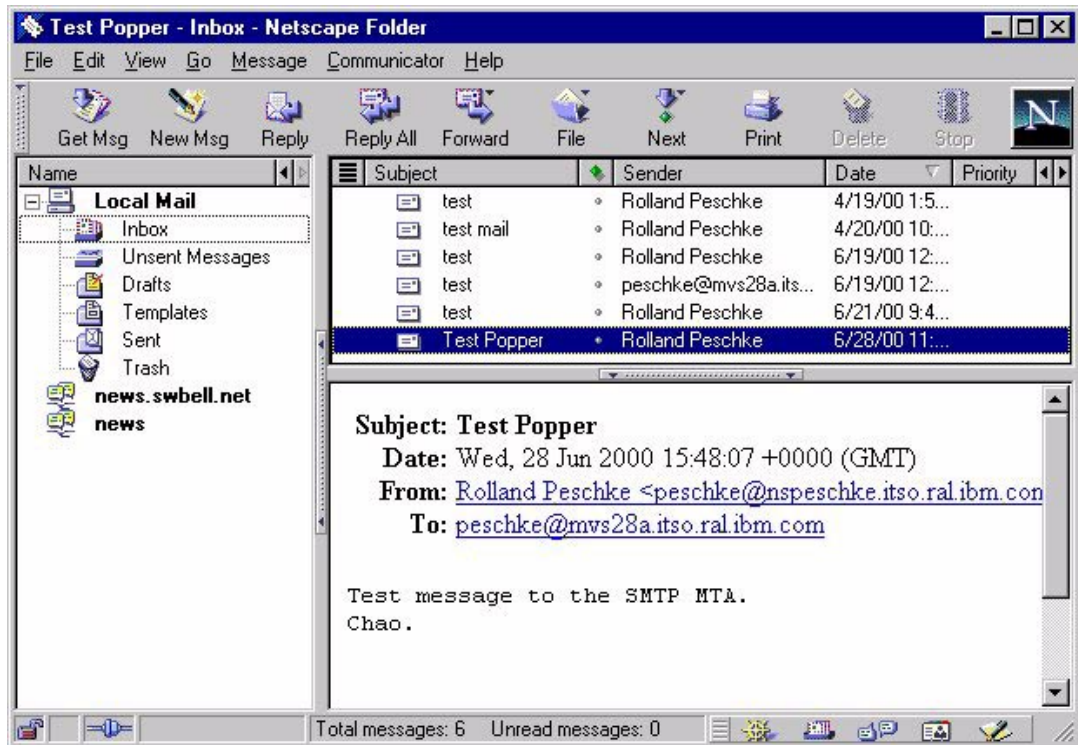 Test Popper - Inbox - Netscape Folder
File Edit View Go Message Communicator Help
Get Msg New Msg Reply Reply All Forward File Next Print Delete Stop N
Name
Local Mail
Inbox
Unsent Messages
Drafts
Templates
Sent
Trash
news.swbell.net
news
Subject Sender Date Priority
test Rolland Peschke 4/19/00 1:5...
test mail Rolland Peschke 4/20/00 10:...
test Rolland Peschke 6/19/00 12:...
test peschke@mvs28a.its... 6/19/00 12:...
test Rolland Peschke 6/21/00 9:4...
Test Popper Rolland Peschke 6/28/00 11:...
Subject: Test Popper
Date: Wed, 28 Jun 2000 15:48:07 +0000 (GMT)
From: Rolland Peschke <peschke@nspeschke.itso.ral.ibm.con
To: peschke@mvs28a.itso.ral.ibm.com
Test message to the SMTP MTA.
Chao.
Total messages: 6 Unread messages: 0